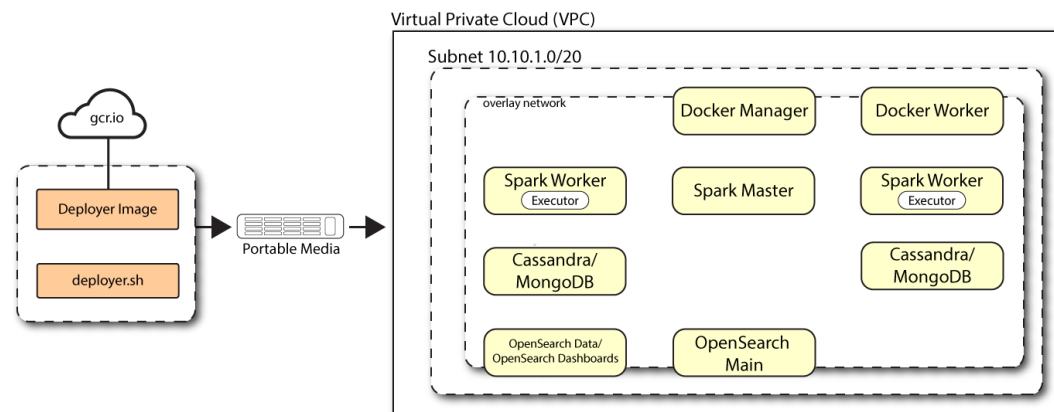 Virtual Private Cloud (VPC)
Subnet 10.10.1.0/20
overlay network
gcr.io
Deployer Image
deployer.sh
Portable Media
Docker Manager
Docker Worker
Spark Worker
Executor
Spark Master
Spark Worker
Executor
Cassandra/
MongoDB
Cassandra/
MongoDB
OpenSearch Data/
OpenSearch Dashboards
OpenSearch
Main